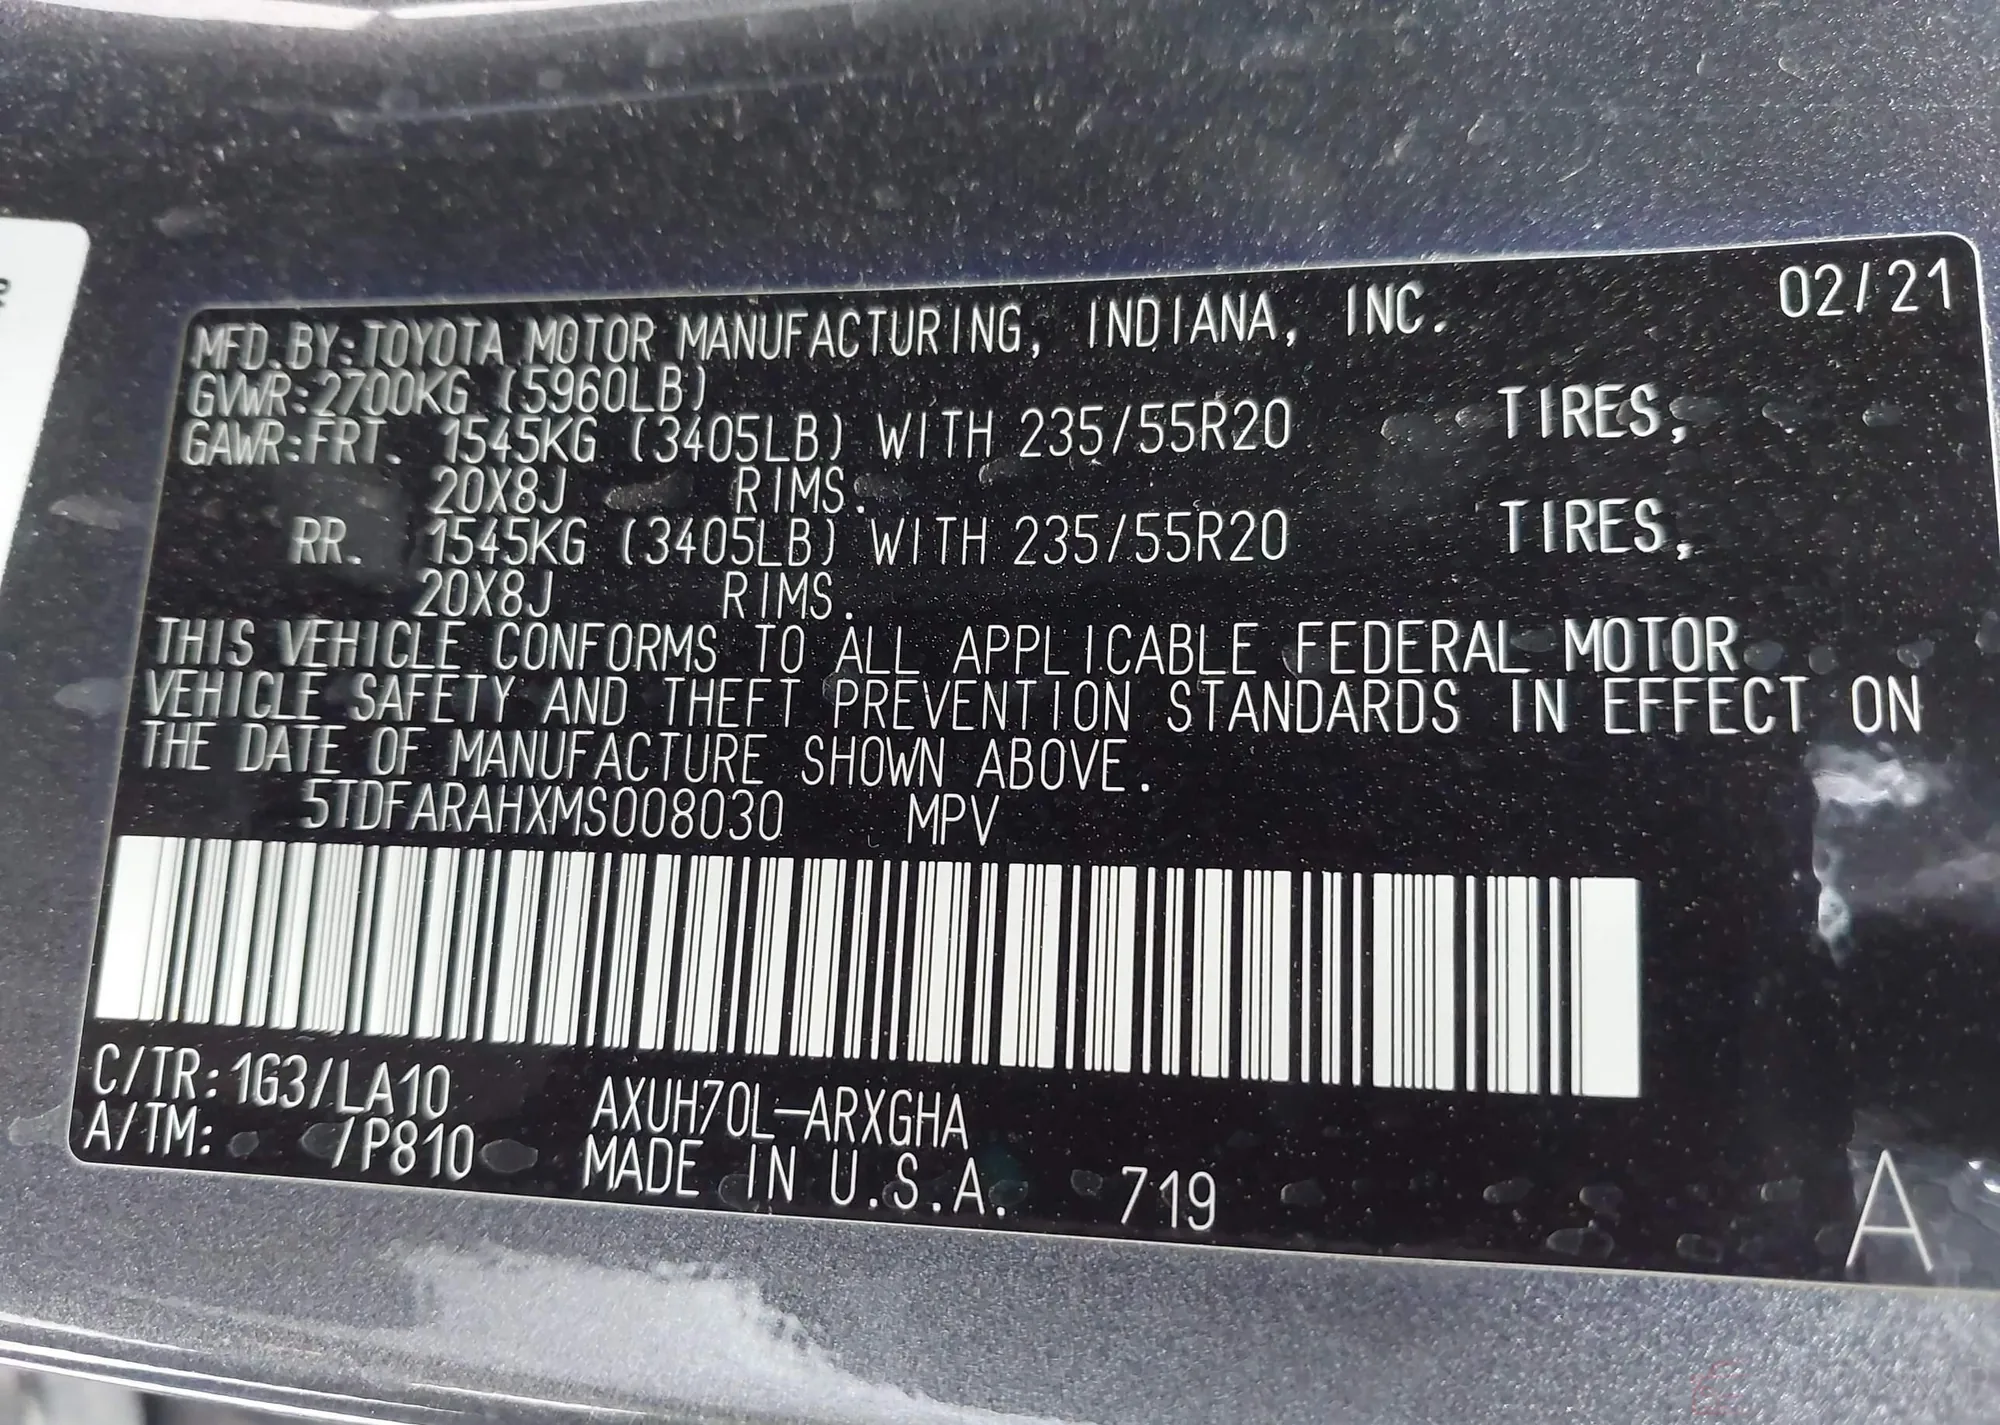 02/21
MFD.BY:TOYOTA MOTOR MANUFACTURING, INDIANA, INC.
GVWR:2700KG (5960LB)
GAWR:FRT. 1545KG (3405LB) WITH 235/55R20 TIRES,
20X8J RIMS.
RR. 1545KG (3405LB) WITH 235/55R20 TIRES,
20X8J RIMS.
THIS VEHICLE CONFORMS TO ALL APPLICABLE FEDERAL MOTOR
VEHICLE SAFETY AND THEFT PREVENTION STANDARDS IN EFFECT ON
THE DATE OF MANUFACTURE SHOWN ABOVE.
5TDFARAHXMS008030 MPV
C/TR:1G3/LA10 AXUH70L-ARXGHA
A/TM: /P810 MADE IN U.S.A. 719 A